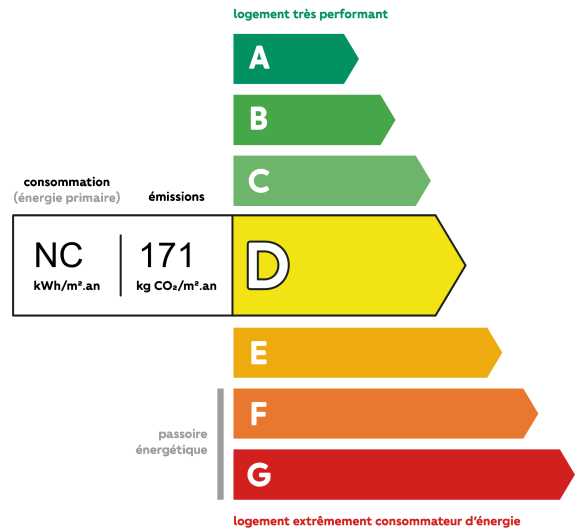 logement très performant
A
B
C
consommation
(énergie primaire)
émissions
NC
171
kWh/m².an
kg CO₂/m².an
D
E
F
passoire
énergétique
G
logement extrêmement consommateur d'énergie